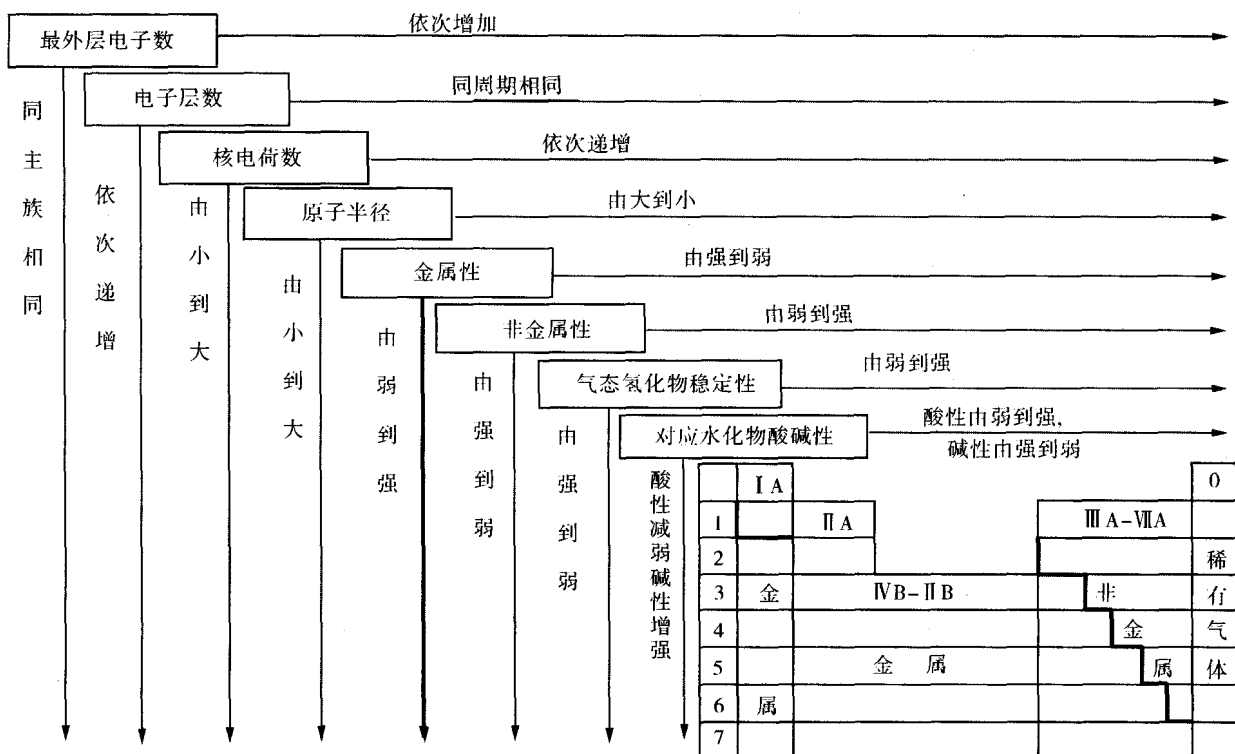 最外层电子数
依次增加
电子层数
同周期相同
核电荷数
依次递增
原子半径
由大到小
金属性
由强到弱
非金属性
由弱到强
气态氢化物稳定性
由弱到强
对应水化物酸碱性
酸性由弱到强,
碱性由强到弱
同主族相同
依次递增
由小到大
由小到大
由弱到强
由强到弱
由强到弱
酸性减弱碱性增强
ⅠA
0
1
ⅡA
ⅢA-ⅦA
2
稀
3
金
ⅣB-ⅡB
非
有
4
金
气
5
金 属
属
体
6
属
7